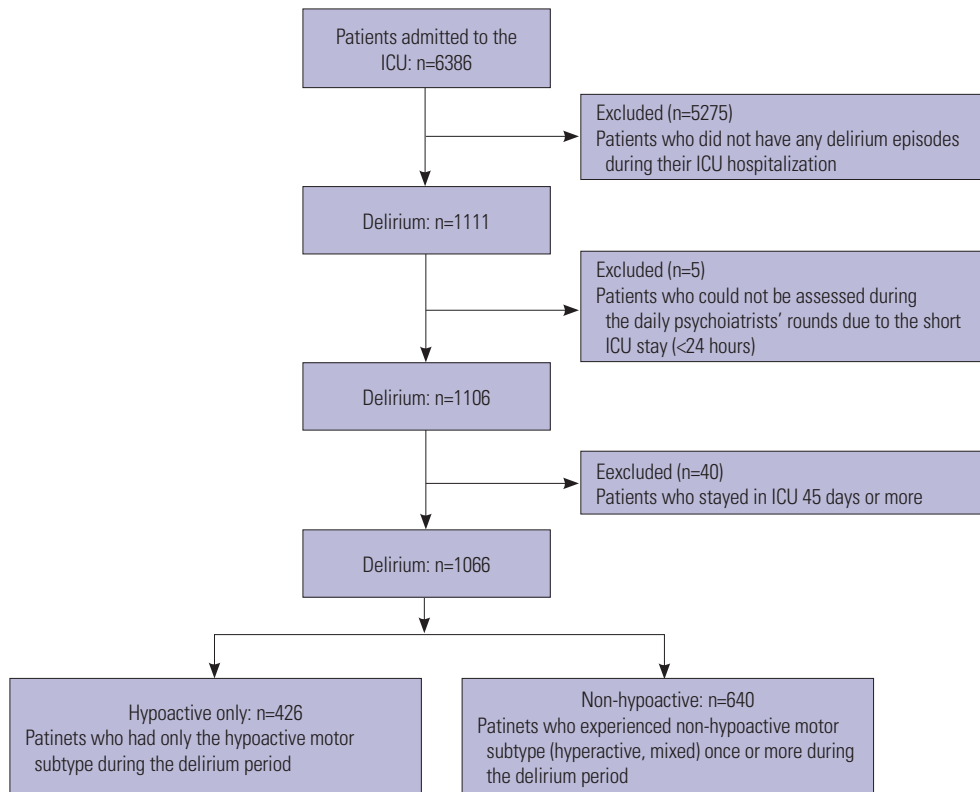 Patients admitted to the
ICU: n=6386
Excluded (n=5275)
Patients who did not have any delirium episodes
during their ICU hospitalization
Delirium: n=1111
Excluded (n=5)
Patients who could not be assessed during
the daily psychoiatrists’ rounds due to the short
ICU stay (<24 hours)
Delirium: n=1106
Eexcluded (n=40)
Patients who stayed in ICU 45 days or more
Delirium: n=1066
Hypoactive only: n=426
Patinets who had only the hypoactive motor
subtype during the delirium period
Non-hypoactive: n=640
Patinets who experienced non-hypoactive motor
subtype (hyperactive, mixed) once or more during
the delirium period